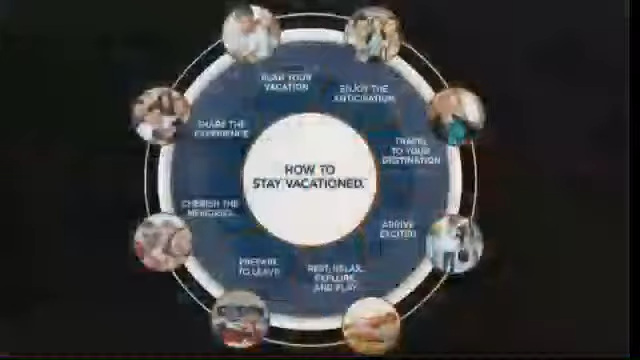 HOW TO
STAY VACATIONED.
PLAN YOUR
VACATION
ENJOY THE
ANTICIPATION
TRAVEL
TO YOUR
DESTINATION
ARRIVE
EXCITED
REST, RELAX,
EXPLORE
AND PLAY
PREPARE
TO LEAVE
CHERISH THE
MEMORIES
SHARE THE
EXPERIENCE